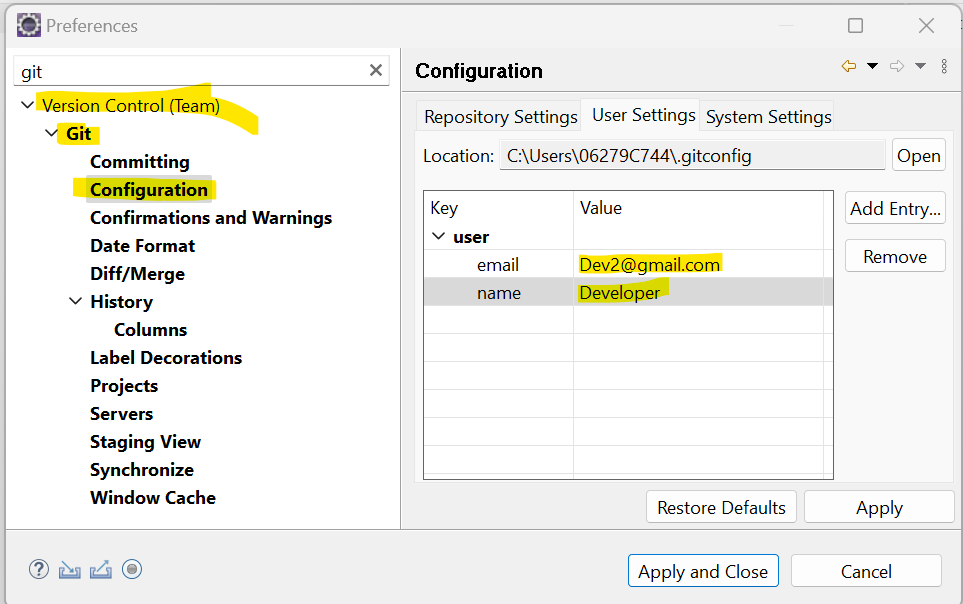 Preferences
git
Version Control (Team)
Git
Committing
Configuration
Confirmations and Warnings
Date Format
Diff/Merge
History
Columns
Label Decorations
Projects
Servers
Staging View
Synchronize
Window Cache
Configuration
Repository Settings User Settings System Settings
Location: C:\Users\06279C744\.gitconfig Open
Key Value Add Entry...
user
email Dev2@gmail.com Remove
name Developer
Restore Defaults Apply
Apply and Close Cancel